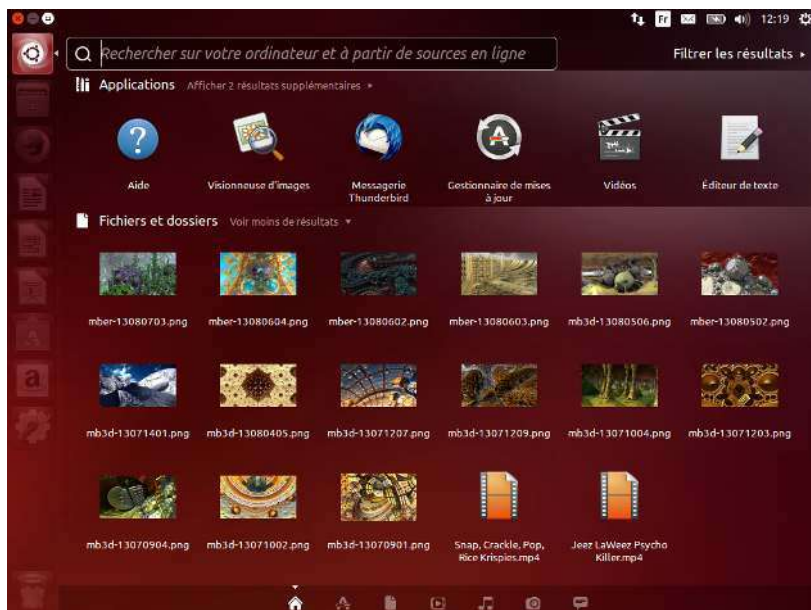 Fr 12:19
Rechercher sur votre ordinateur et à partir de sources en ligne
Filtrer les résultats
Applications Afficher 2 résultats supplémentaires
Aide
Visionneuse d'images
Messagerie
Thunderbird
Gestionnaire de mises
à jour
Vidéos
Éditeur de texte
Fichiers et dossiers Voir moins de résultats
mber-13080703.png mber-13080604.png mber-13080602.png mber-13080603.png mb3d-13080506.png mber-13080502.png
mb3d-13071401.png mb3d-13080405.png mb3d-13071207.png mb3d-13071209.png mb3d-13071004.png mb3d-13071203.png
mb3d-13070904.png mb3d-13071002.png mb3d-13070901.png
Snap, Crackle, Pop,
Rice Krispies.mp4
Jeez LaWeez Psycho
Killer.mp4